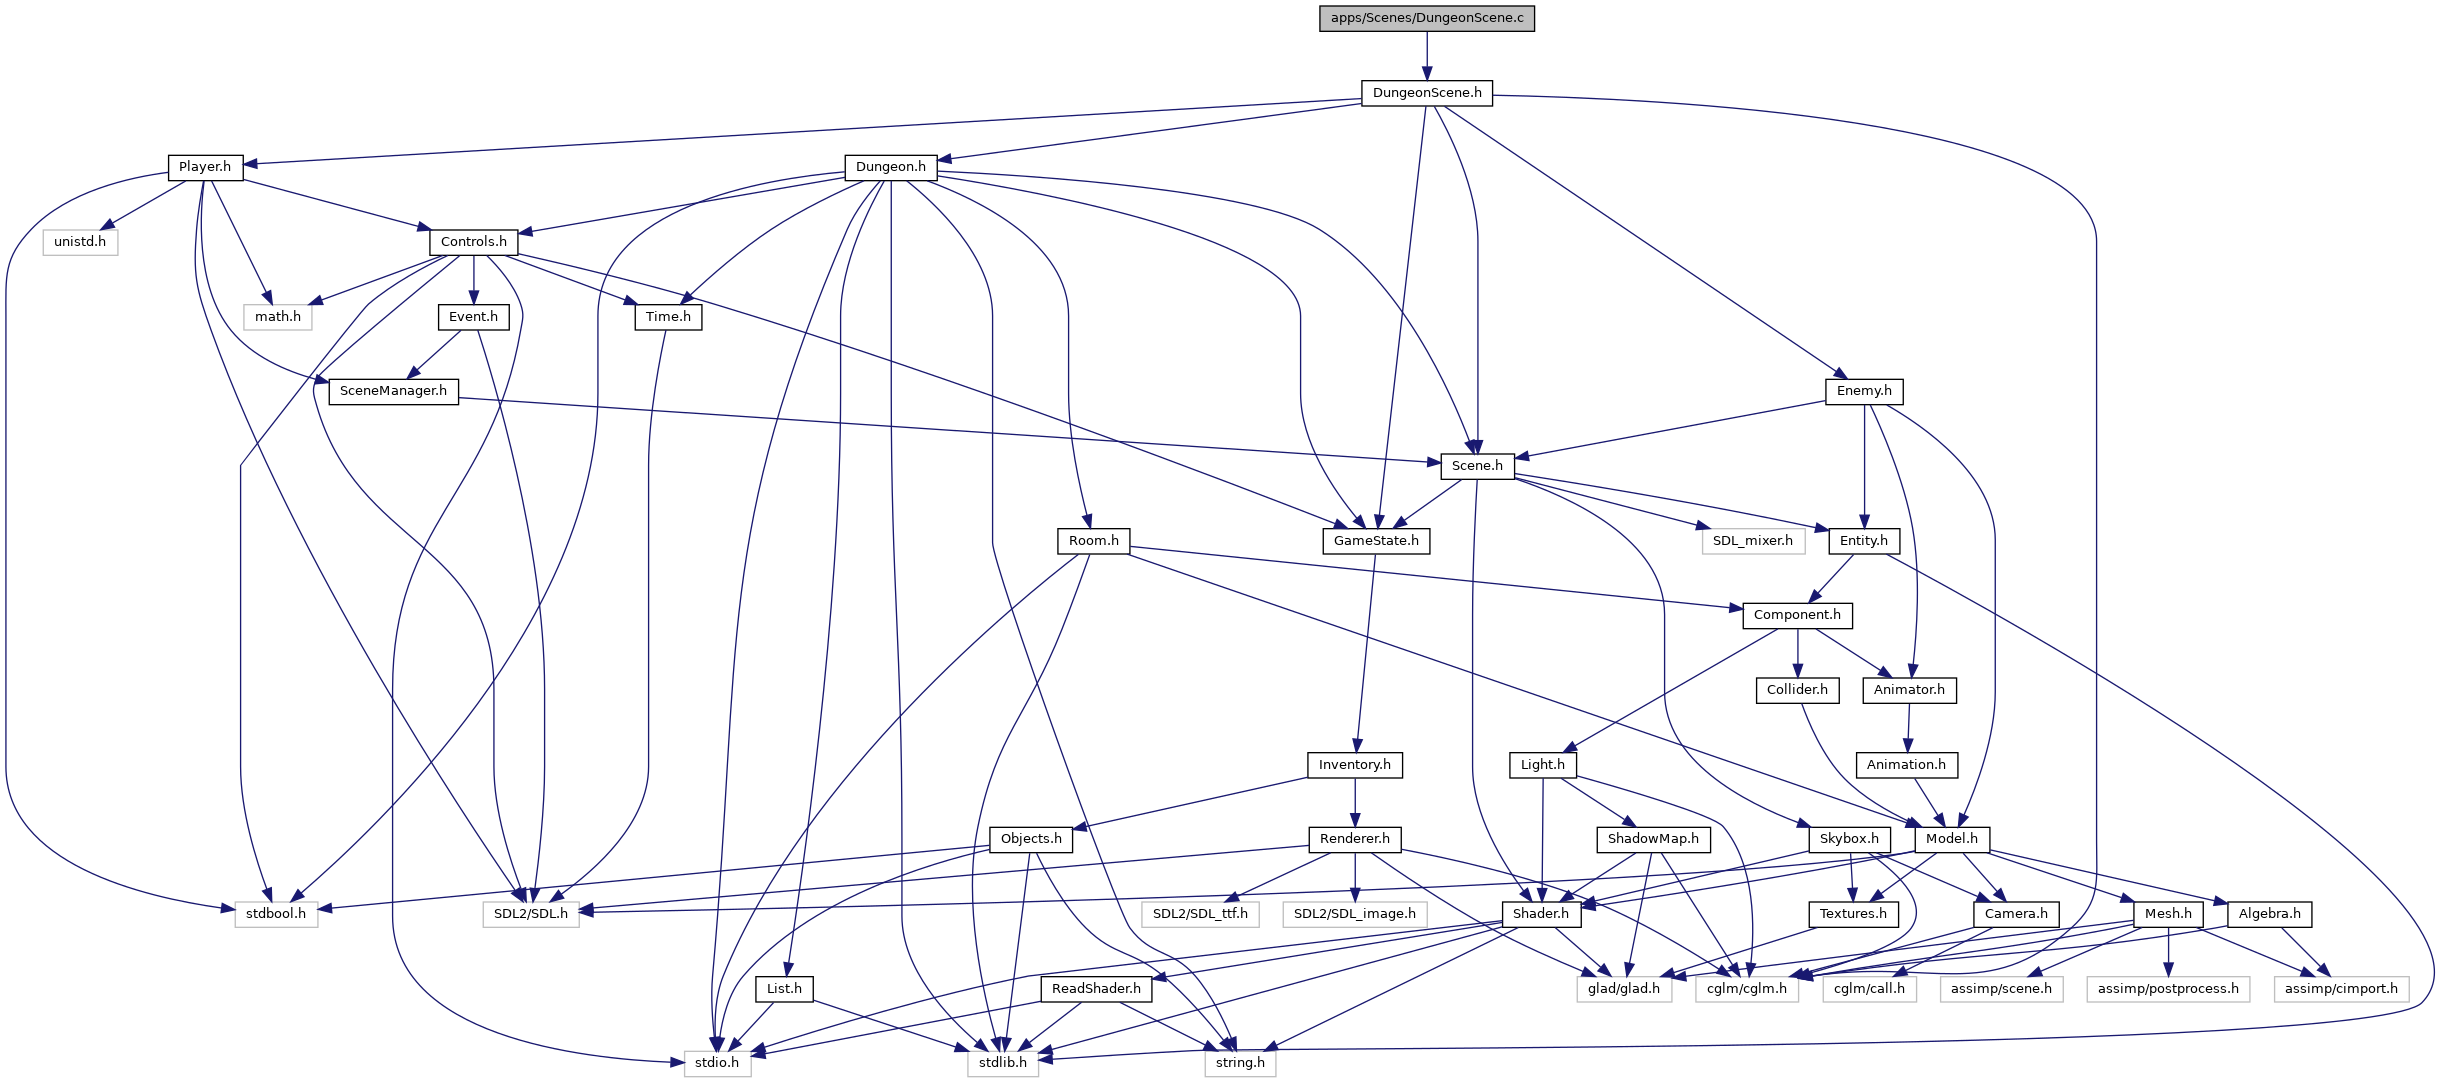 apps/Scenes/DungeonScene.c
DungeonScene.h
Player.h
Dungeon.h
unistd.h
Controls.h
math.h
Event.h
Time.h
SceneManager.h
Enemy.h
Scene.h
Room.h
GameState.h
SDL_mixer.h
Entity.h
Component.h
Collider.h
Animator.h
Inventory.h
Light.h
Animation.h
Objects.h
Renderer.h
ShadowMap.h
Skybox.h
Model.h
stdbool.h
SDL2/SDL.h
SDL2/SDL_ttf.h
SDL2/SDL_image.h
Shader.h
Textures.h
Camera.h
Mesh.h
Algebra.h
List.h
ReadShader.h
glad/glad.h
cglm/cglm.h
cglm/call.h
assimp/scene.h
assimp/postprocess.h
assimp/cimport.h
stdio.h
stdlib.h
string.h